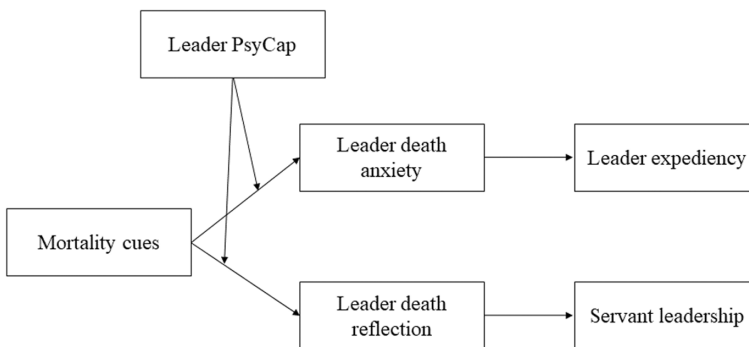 Leader PsyCap
Leader death
anxiety
Leader expediency
Mortality cues
Leader death
reflection
Servant leadership